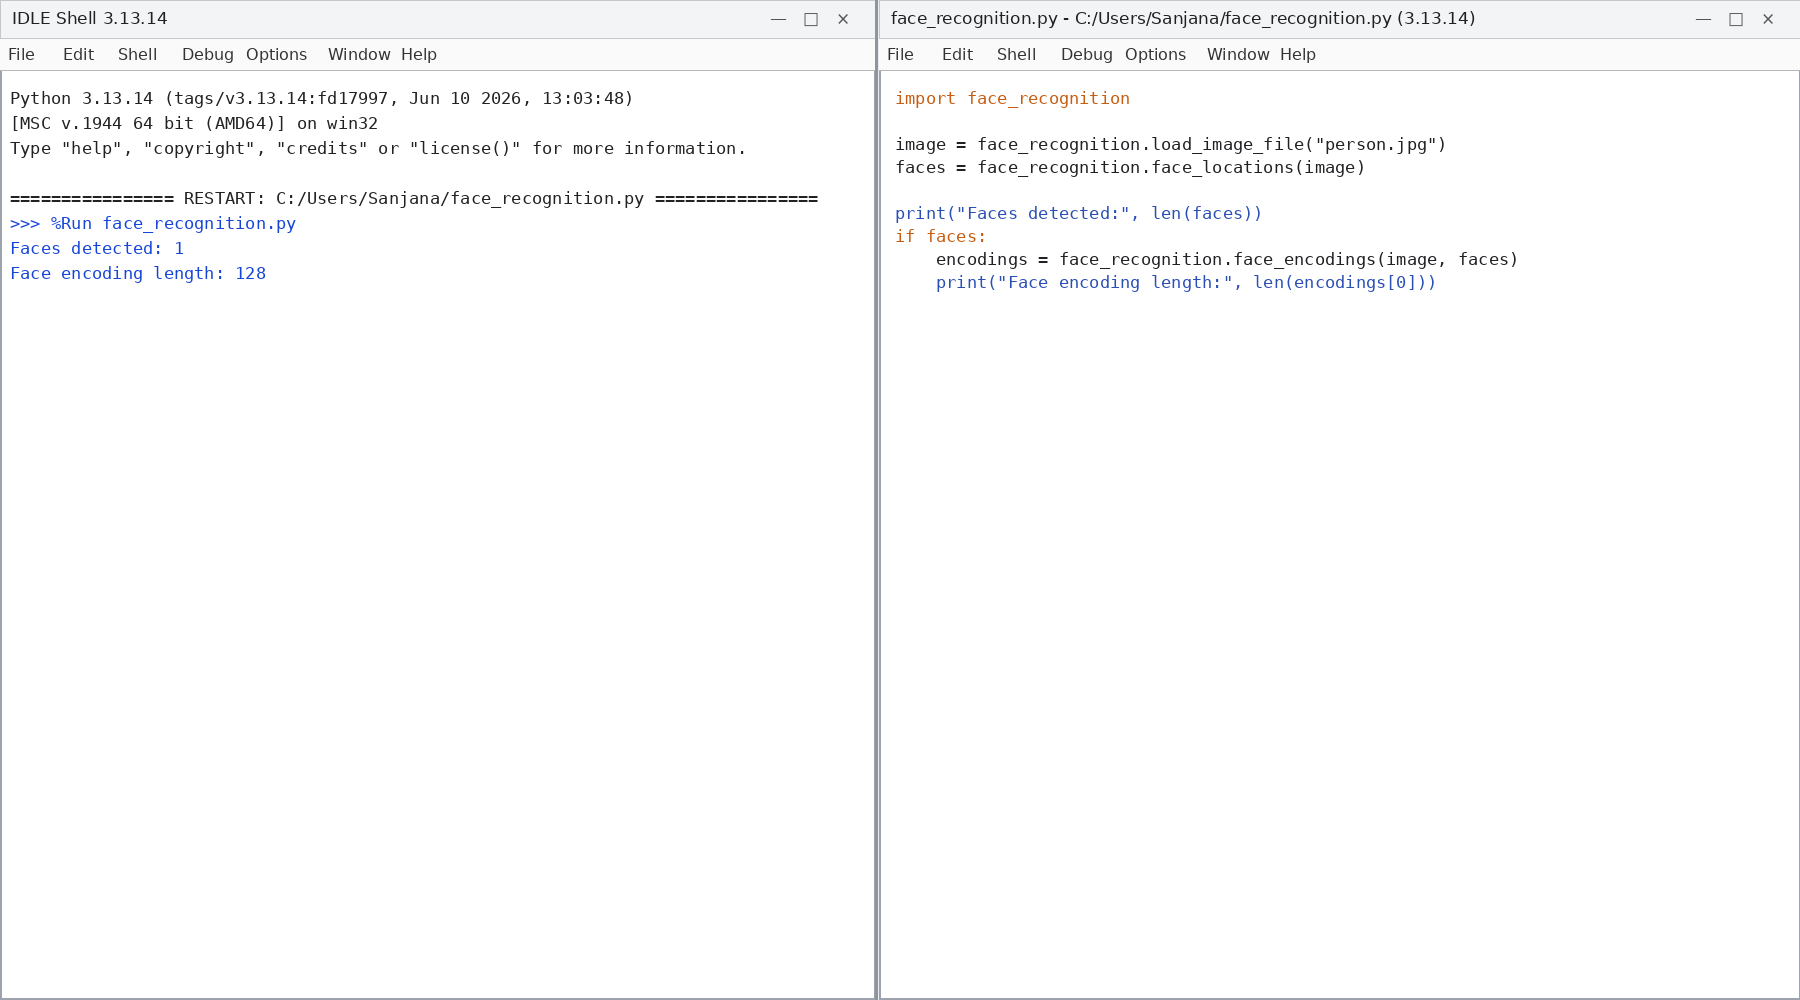 IDLE Shell 3.13.14
File Edit Shell Debug Options Window Help
Python 3.13.14 (tags/v3.13.14:fd17997, Jun 10 2026, 13:03:48)
[MSC v.1944 64 bit (AMD64)] on win32
Type "help", "copyright", "credits" or "license()" for more information.
================ RESTART: C:/Users/Sanjana/face_recognition.py ================
>>> %Run face_recognition.py
Faces detected: 1
Face encoding length: 128
face_recognition.py - C:/Users/Sanjana/face_recognition.py (3.13.14)
File Edit Shell Debug Options Window Help
import face_recognition
image = face_recognition.load_image_file("person.jpg")
faces = face_recognition.face_locations(image)
print("Faces detected:", len(faces))
if faces:
    encodings = face_recognition.face_encodings(image, faces)
    print("Face encoding length:", len(encodings[0]))